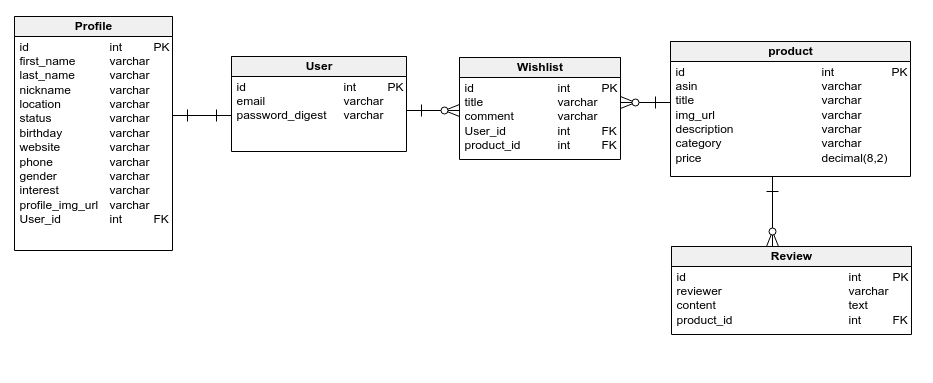 Profile
id int PK
first_name varchar
last_name varchar
nickname varchar
location varchar
status varchar
birthday varchar
website varchar
phone varchar
gender varchar
interest varchar
profile_img_url varchar
User_id int FK
User
id int PK
email varchar
password_digest varchar
Wishlist
id int PK
title varchar
comment varchar
User_id int FK
product_id int FK
product
id int PK
asin varchar
title varchar
img_url varchar
description varchar
category varchar
price decimal(8,2)
Review
id int PK
reviewer varchar
content text
product_id int FK